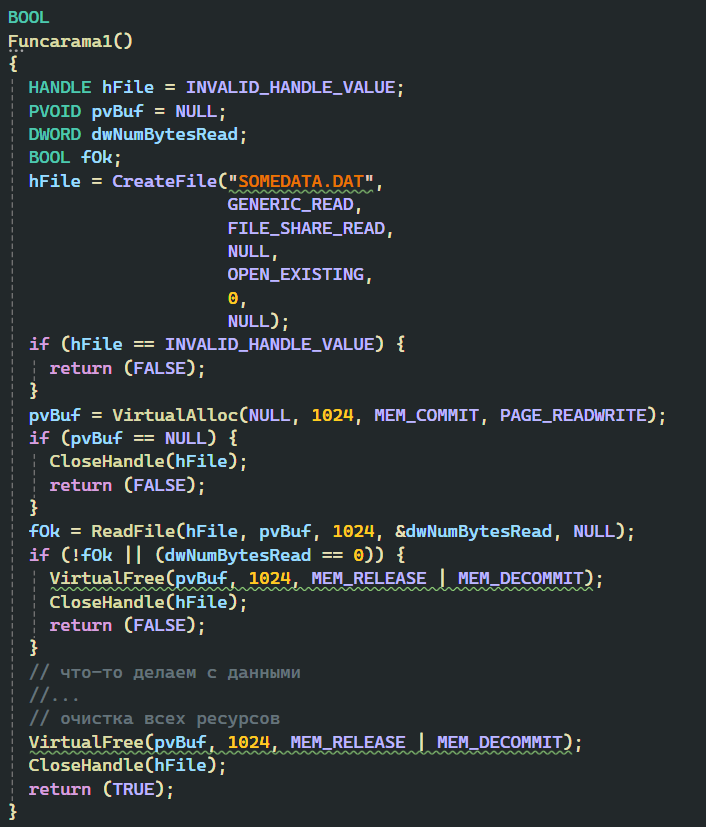 BOOL
Funcarama1()
{
HANDLE hFile = INVALID_HANDLE_VALUE;
PVOID pvBuf = NULL;
DWORD dwNumBytesRead;
BOOL fOk;
hFile = CreateFile("SOMEDATA.DAT",
GENERIC_READ,
FILE_SHARE_READ,
NULL,
OPEN_EXISTING,
0,
NULL);
if (hFile == INVALID_HANDLE_VALUE) {
return (FALSE);
}
pvBuf = VirtualAlloc(NULL, 1024, MEM_COMMIT, PAGE_READWRITE);
if (pvBuf == NULL) {
CloseHandle(hFile);
return (FALSE);
}
fOk = ReadFile(hFile, pvBuf, 1024, &dwNumBytesRead, NULL);
if (!fOk || (dwNumBytesRead == 0)) {
VirtualFree(pvBuf, 1024, MEM_RELEASE | MEM_DECOMMIT);
CloseHandle(hFile);
return (FALSE);
}
// что-то делаем с данными
//...
// очистка всех ресурсов
VirtualFree(pvBuf, 1024, MEM_RELEASE | MEM_DECOMMIT);
CloseHandle(hFile);
return (TRUE);
}